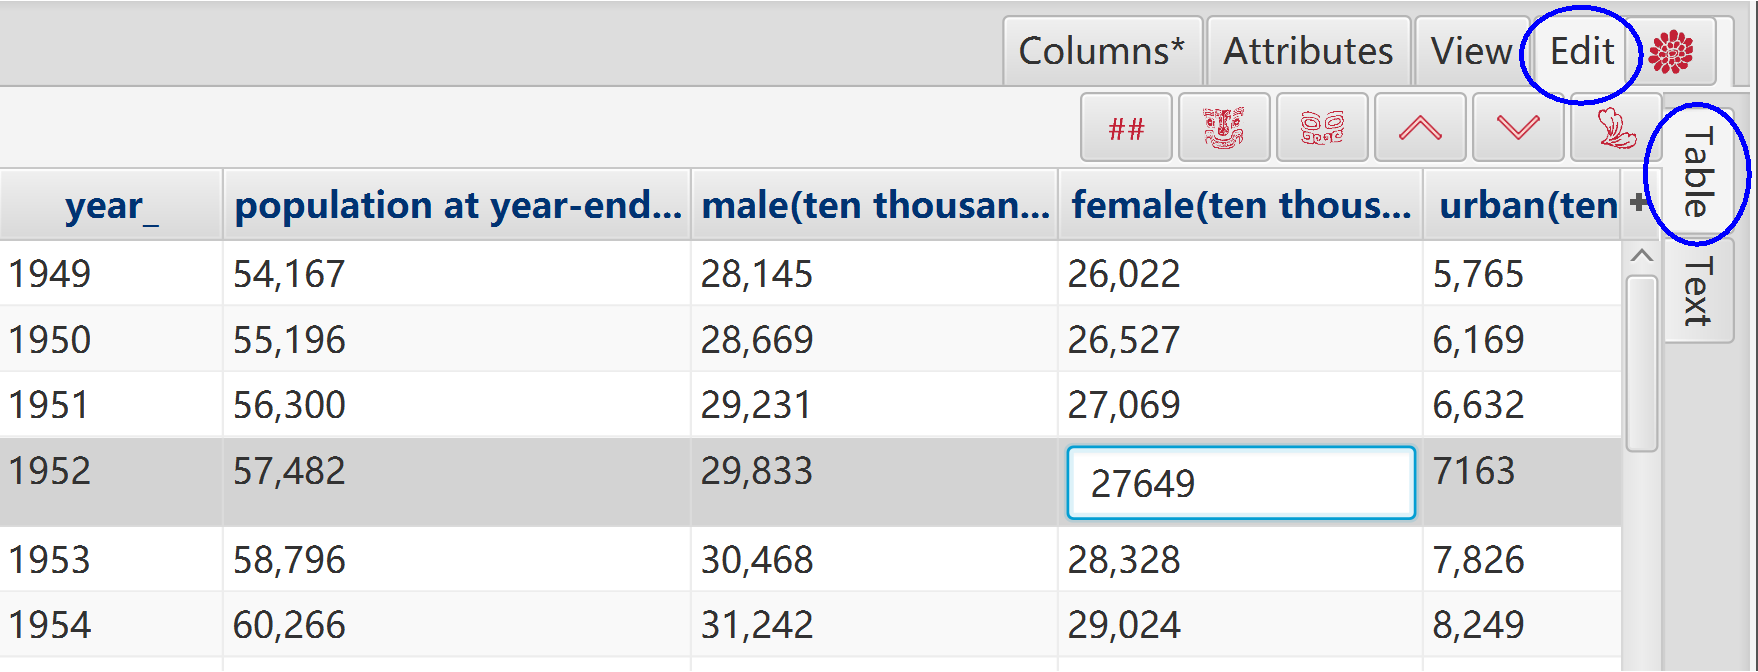 Columns* Attributes View Edit
##
Table
Text
year_ population at year-end... male(ten thousan... female(ten thous... urban(ten +
1949 54,167 28,145 26,022 5,765
1950 55,196 28,669 26,527 6,169
1951 56,300 29,231 27,069 6,632
1952 57,482 29,833 27649 7163
1953 58,796 30,468 28,328 7,826
1954 60,266 31,242 29,024 8,249